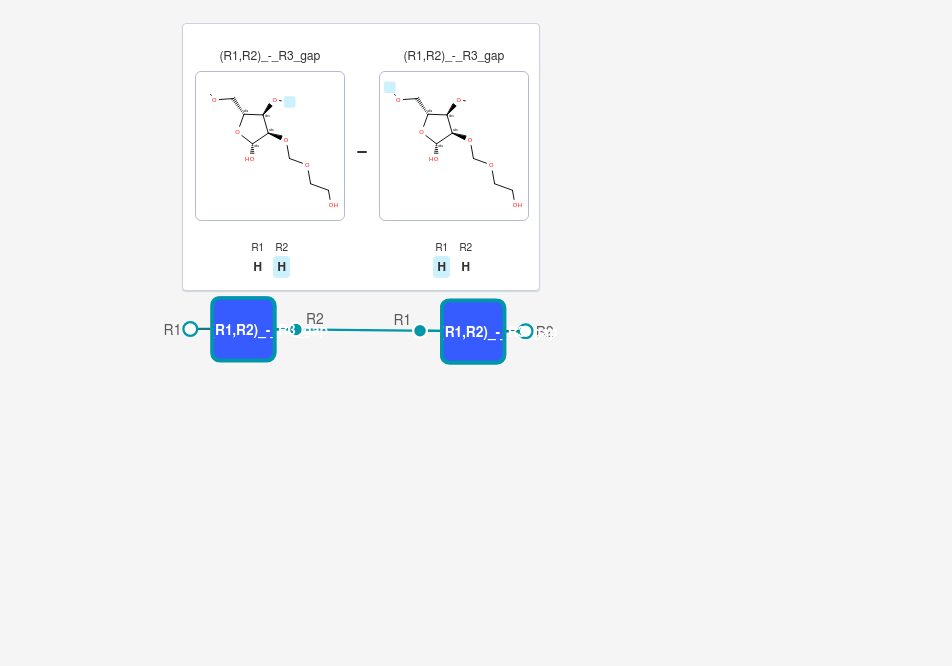 (R1,R2)_-_R3_gap (R1,R2)_-_R3_gap
O O O O
O O
HO O HO O
O O
OH OH
R1 R2 R1 R2
H H H H
–
R1 R1,R2)_-_R3_gap R2 R1 R1,R2)_-_ R2